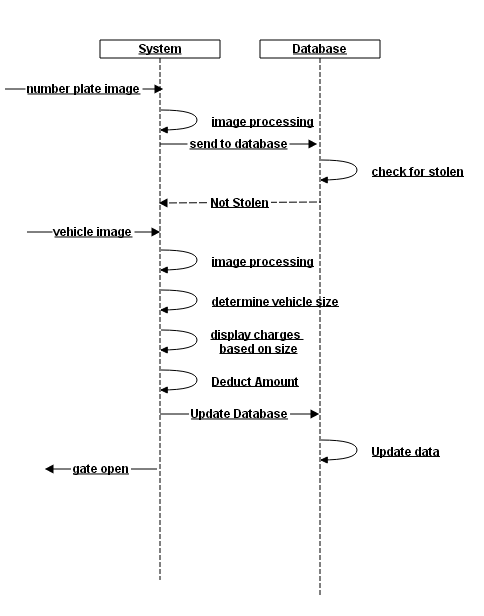 System
Database
number plate image
image processing
send to database
check for stolen
Not Stolen
vehicle image
image processing
determine vehicle size
display charges
based on size
Deduct Amount
Update Database
Update data
gate open